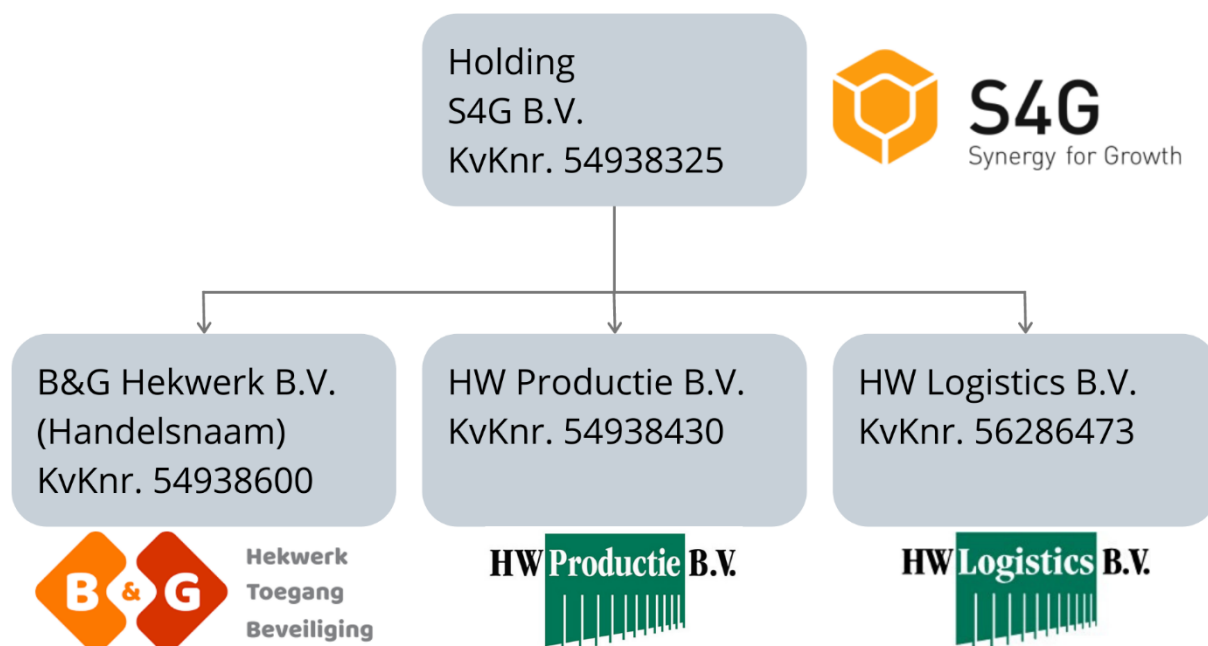 Holding
S4G B.V.
KvKnr. 54938325
S4G
Synergy for Growth
B&G Hekwerk B.V.
(Handelsnaam)
KvKnr. 54938600
HW Productie B.V.
KvKnr. 54938430
HW Logistics B.V.
KvKnr. 56286473
B & G
Hekwerk
Toegang
Beveiliging
HW Productie B.V.
HW Logistics B.V.